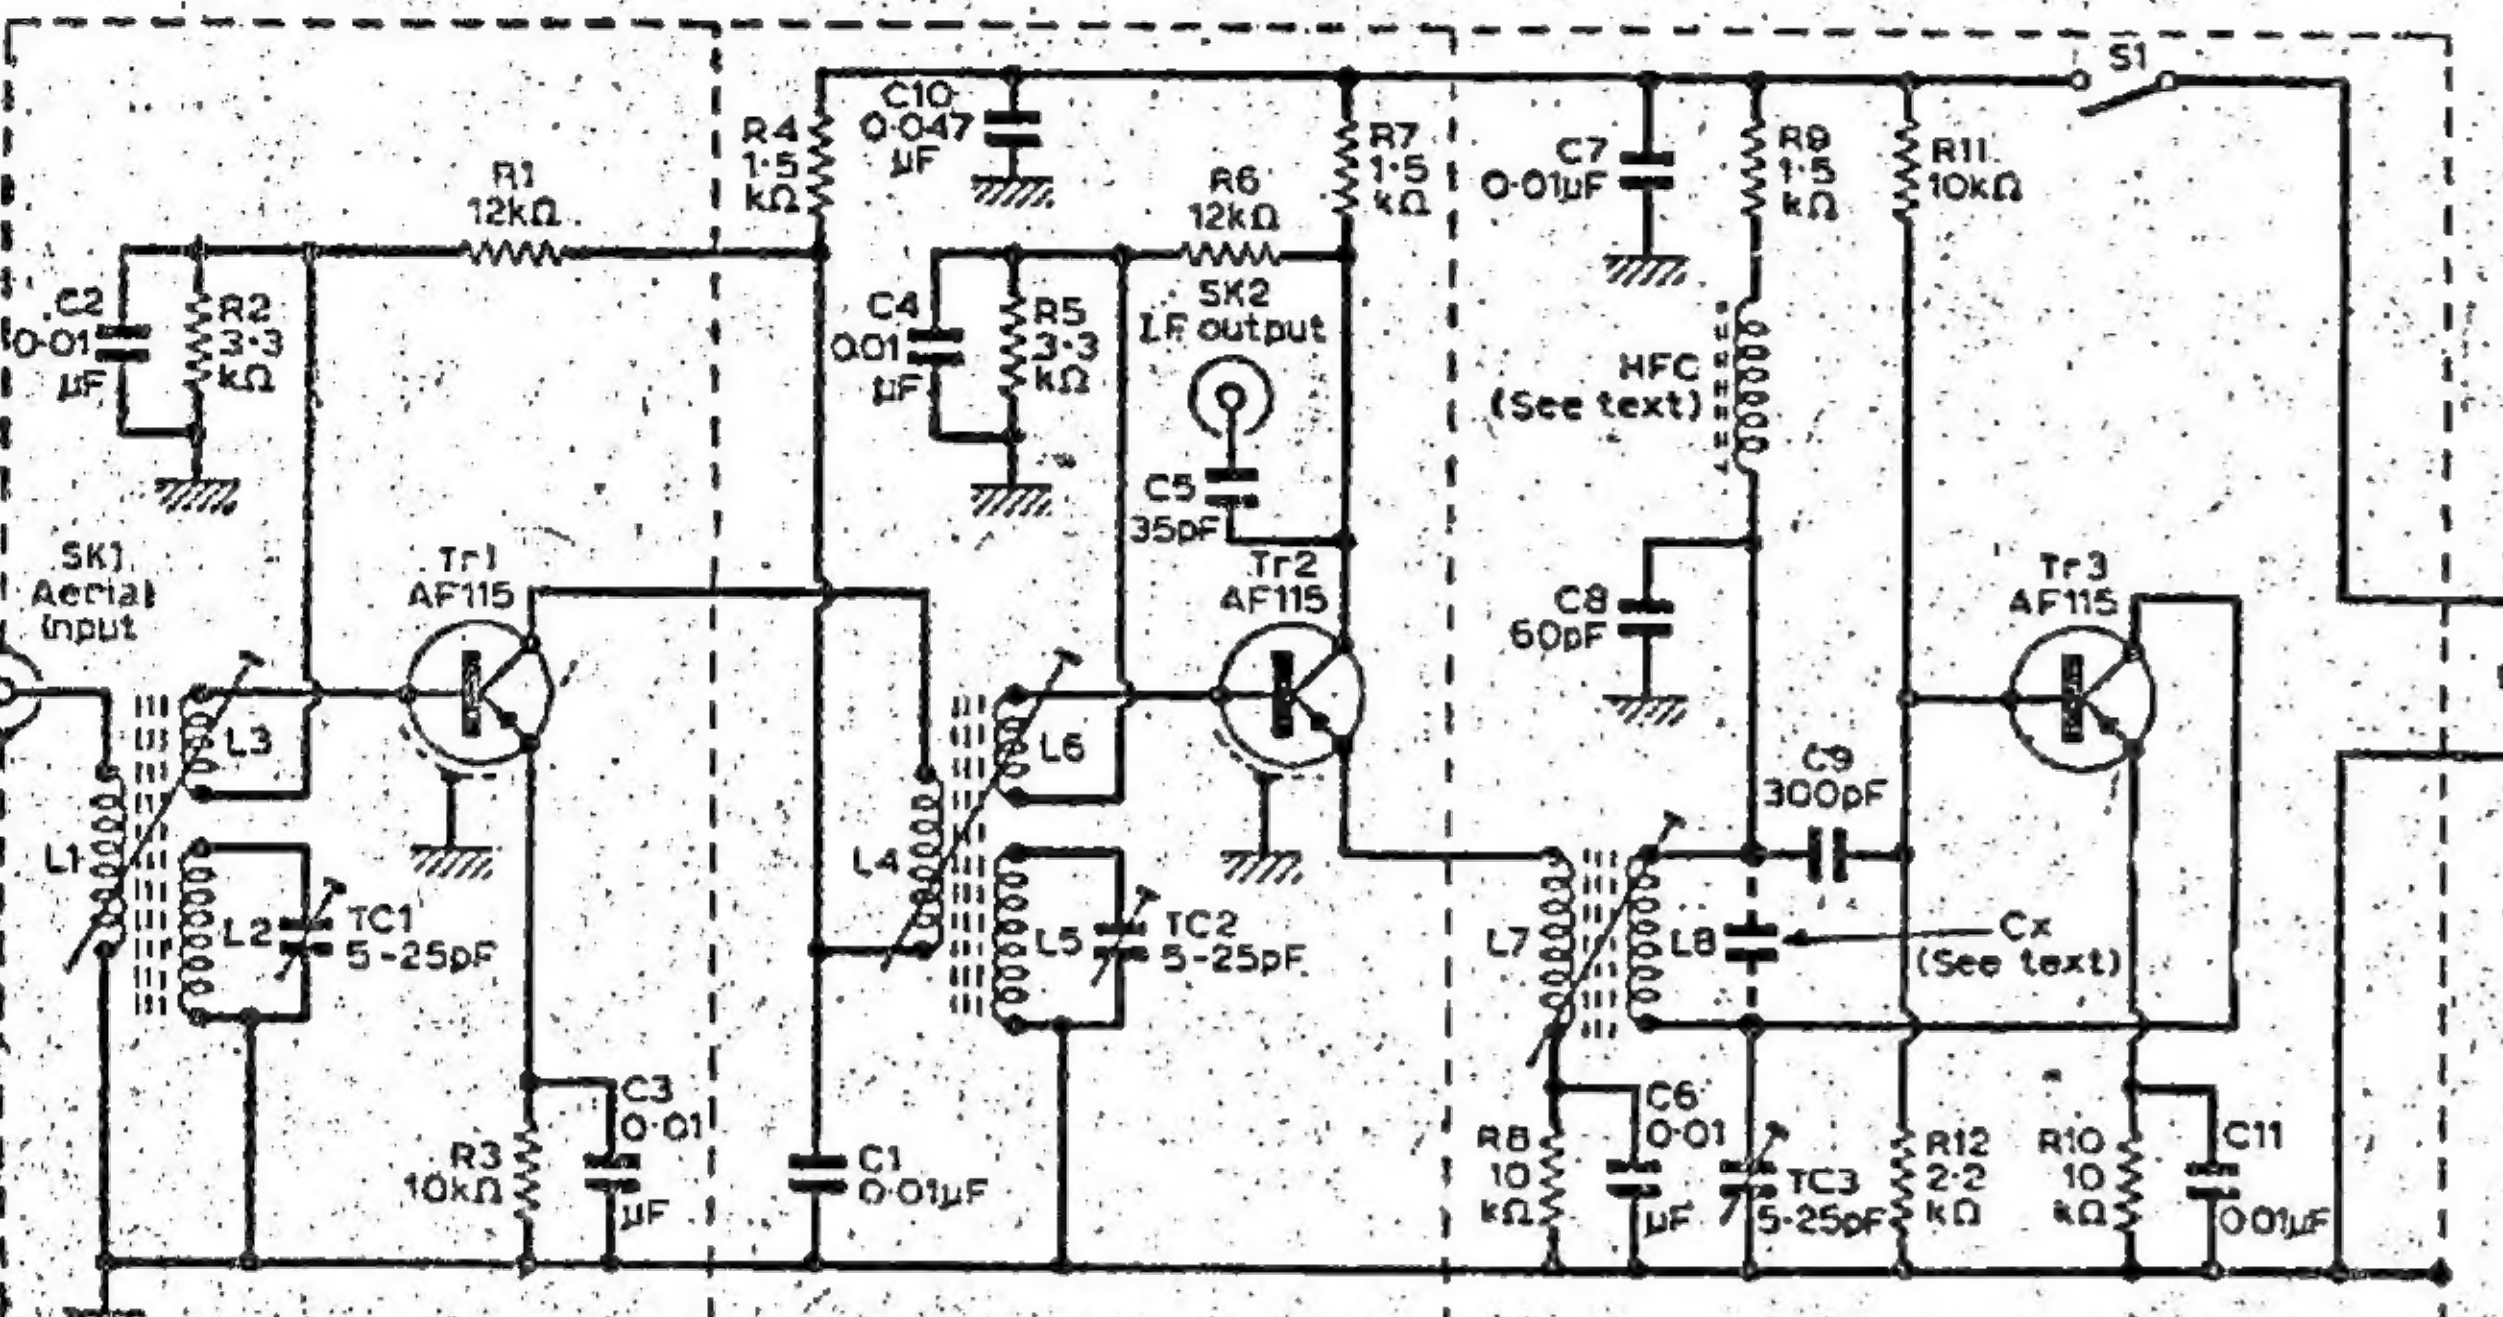 S1
C10
0.047
µF
R4
1.5
kΩ
R7
1.5
kΩ
C7
0.01µF
R9
1.5
kΩ
R11
10kΩ
R1
12kΩ
R6
12kΩ
C2
0.01
µF
R2
3.3
kΩ
C4
0.01
µF
R5
3.3
kΩ
SK2
I.F output
HFC
(See text)
C5
35pF
SK1
Aerial
input
Tr1
AF115
Tr2
AF115
C8
60pF
Tr3
AF115
L3
L6
C9
300pF
L1
L4
L2
TC1
5-25pF
L5
TC2
5-25pF
L7
L8
Cx
(See text)
C3
0.01
µF
R3
10kΩ
C1
0.01µF
R8
10
kΩ
C6
0.01
µF
TC3
5-25pF
R12
2.2
kΩ
R10
10
kΩ
C11
0.01µF